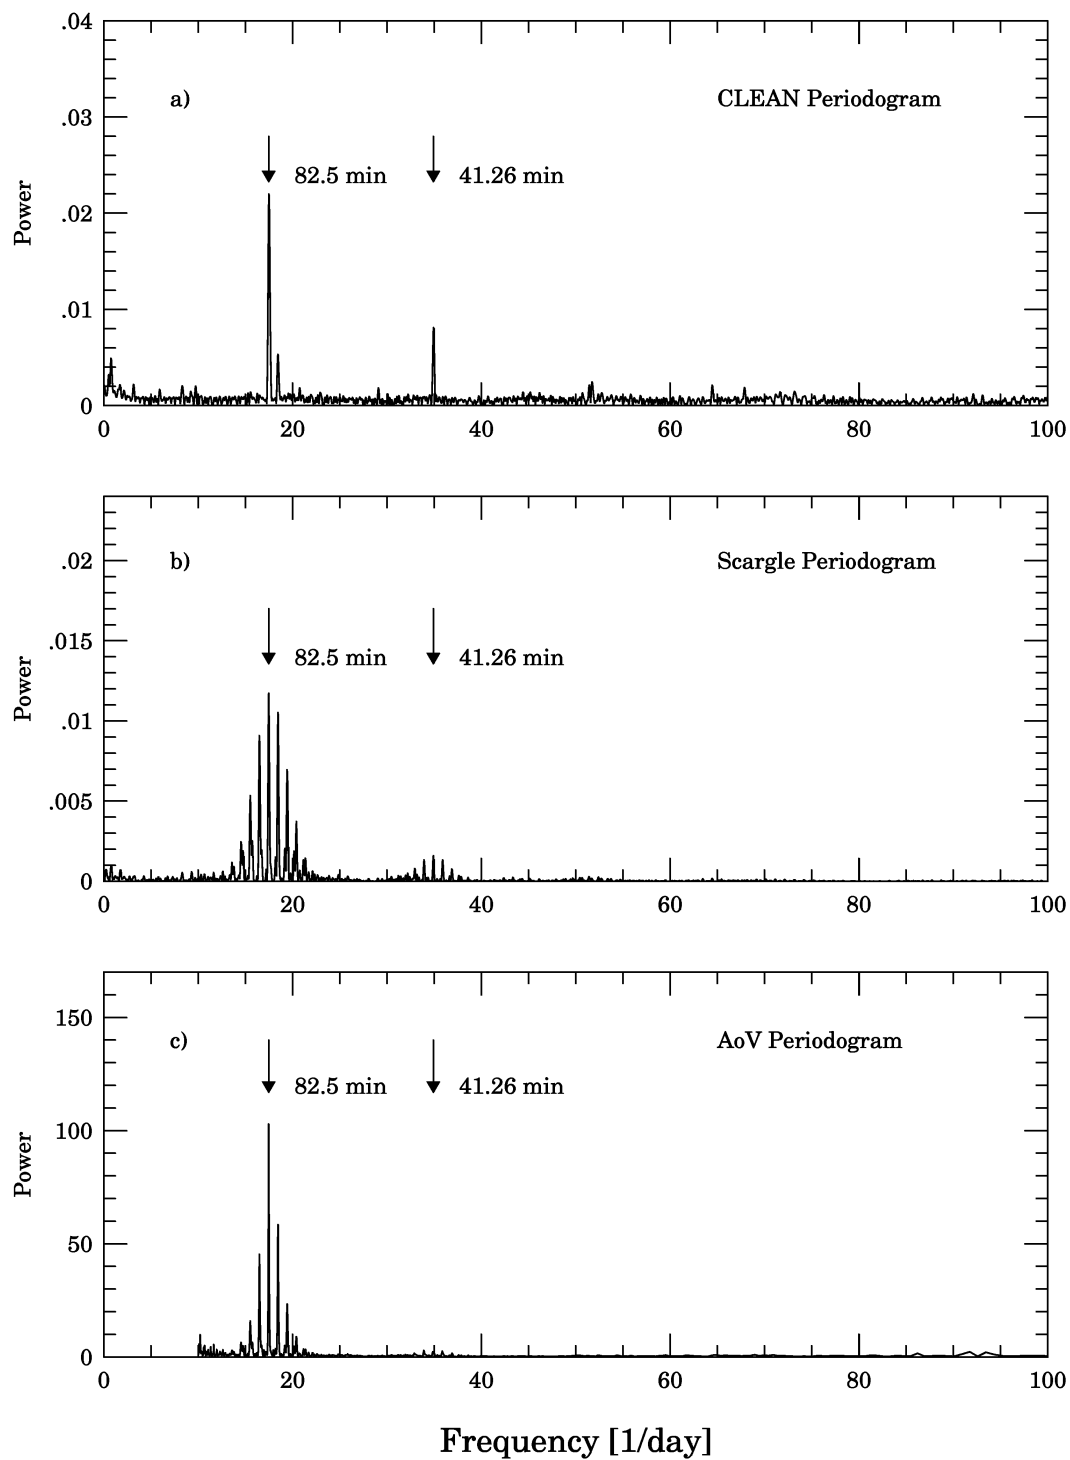 .04
a) CLEAN Periodogram
.03
82.5 min 41.26 min
Power
.02
.01
0
0 20 40 60 80 100
b) Scargle Periodogram
.02
.015
82.5 min 41.26 min
Power
.01
.005
0
0 20 40 60 80 100
150
c) AoV Periodogram
82.5 min 41.26 min
100
Power
50
0
0 20 40 60 80 100
Frequency [1/day]